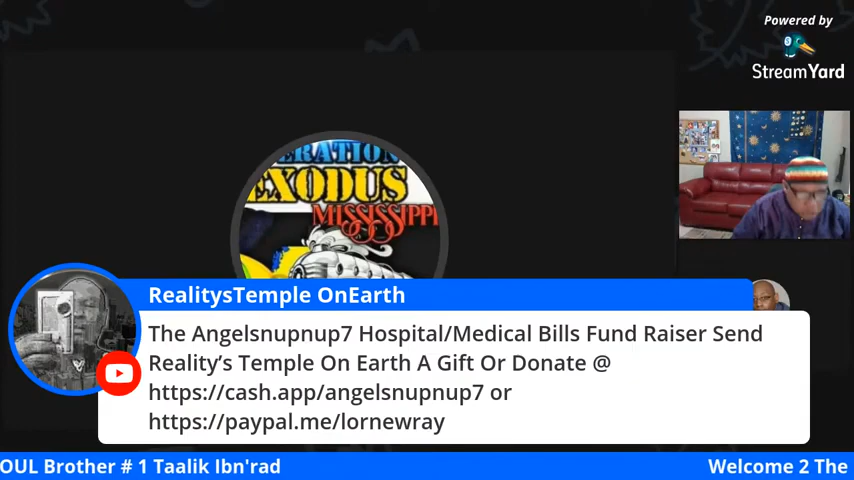 Powered by
StreamYard
ERATION
EXODUS
MISSISSIPPI
RealitysTemple OnEarth
The Angelsnupnup7 Hospital/Medical Bills Fund Raiser Send
Reality's Temple On Earth A Gift Or Donate @
https://cash.app/angelsnupnup7 or
https://paypal.me/lornewray
OUL Brother # 1 Taalik Ibn'rad
Welcome 2 The